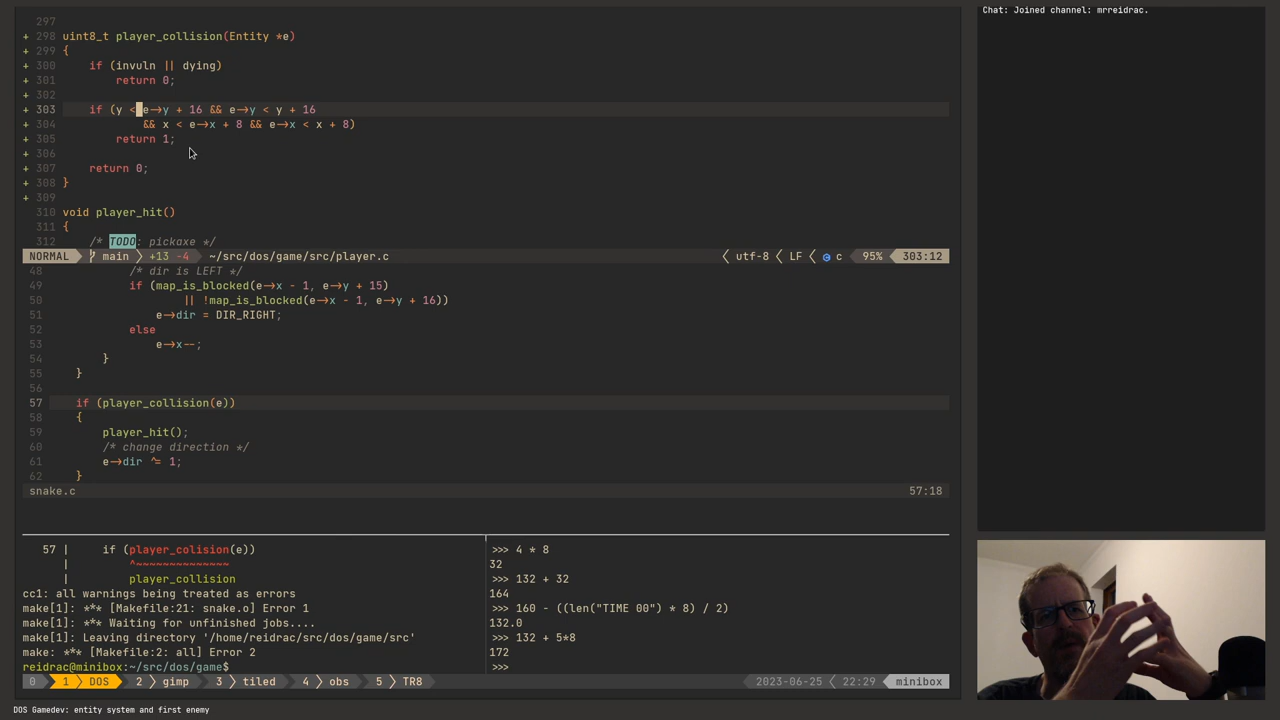 Chat: Joined channel: mrreidrac.
297
+ 298 uint8_t player_collision(Entity *e)
+ 299 {
+ 300     if (invuln || dying)
+ 301         return 0;
+ 302
+ 303     if (y < e->y + 16 && e->y < y + 16
+ 304             && x < e->x + 8 && e->x < x + 8)
+ 305         return 1;
+ 306
+ 307     return 0;
+ 308 }
+ 309
310 void player_hit()
311 {
312     /* TODO: pickaxe */
NORMAL main +13 -4 ~/src/dos/game/src/player.c utf-8 LF c 95% 303:12
48             /* dir is LEFT */
49             if (map_is_blocked(e->x - 1, e->y + 15)
50                     || !map_is_blocked(e->x - 1, e->y + 16))
51                 e->dir = DIR_RIGHT;
52             else
53                 e->x--;
54         }
55     }
56
57     if (player_collision(e))
58     {
59         player_hit();
60         /* change direction */
61         e->dir ^= 1;
62     }
snake.c 57:18
57 |     if (player_colision(e))
|         ^~~~~~~~~~~~~~~
|         player_collision
cc1: all warnings being treated as errors
make[1]: *** [Makefile:21: snake.o] Error 1
make[1]: *** Waiting for unfinished jobs....
make[1]: Leaving directory '/home/reidrac/src/dos/game/src'
make: *** [Makefile:2: all] Error 2
reidrac@minibox:~/src/dos/game$
>>> 4 * 8
32
>>> 132 + 32
164
>>> 160 - ((len("TIME 00") * 8) / 2)
132.0
>>> 132 + 5*8
172
>>>
0 1 DOS 2 gimp 3 tiled 4 obs 5 TR8 2023-06-25 22:29 minibox
DOS Gamedev: entity system and first enemy